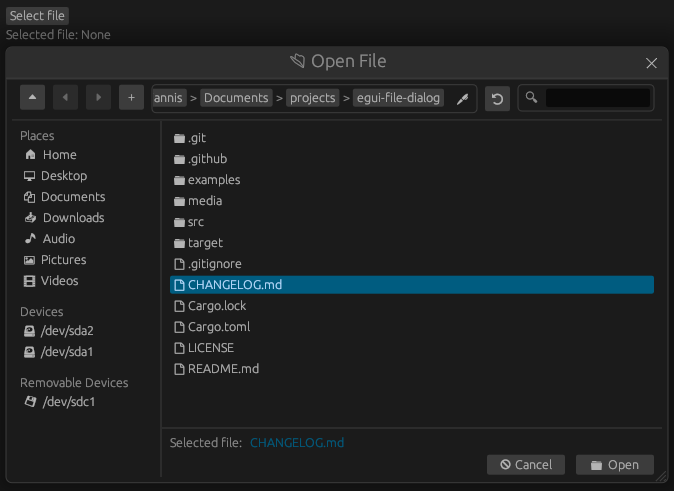 Select file
Selected file: None
Open File
annis > Documents > projects > egui-file-dialog
Places
Home
Desktop
Documents
Downloads
Audio
Pictures
Videos
Devices
/dev/sda2
/dev/sda1
Removable Devices
/dev/sdc1
.git
.github
examples
media
src
target
.gitignore
CHANGELOG.md
Cargo.lock
Cargo.toml
LICENSE
README.md
Selected file: CHANGELOG.md
Cancel
Open